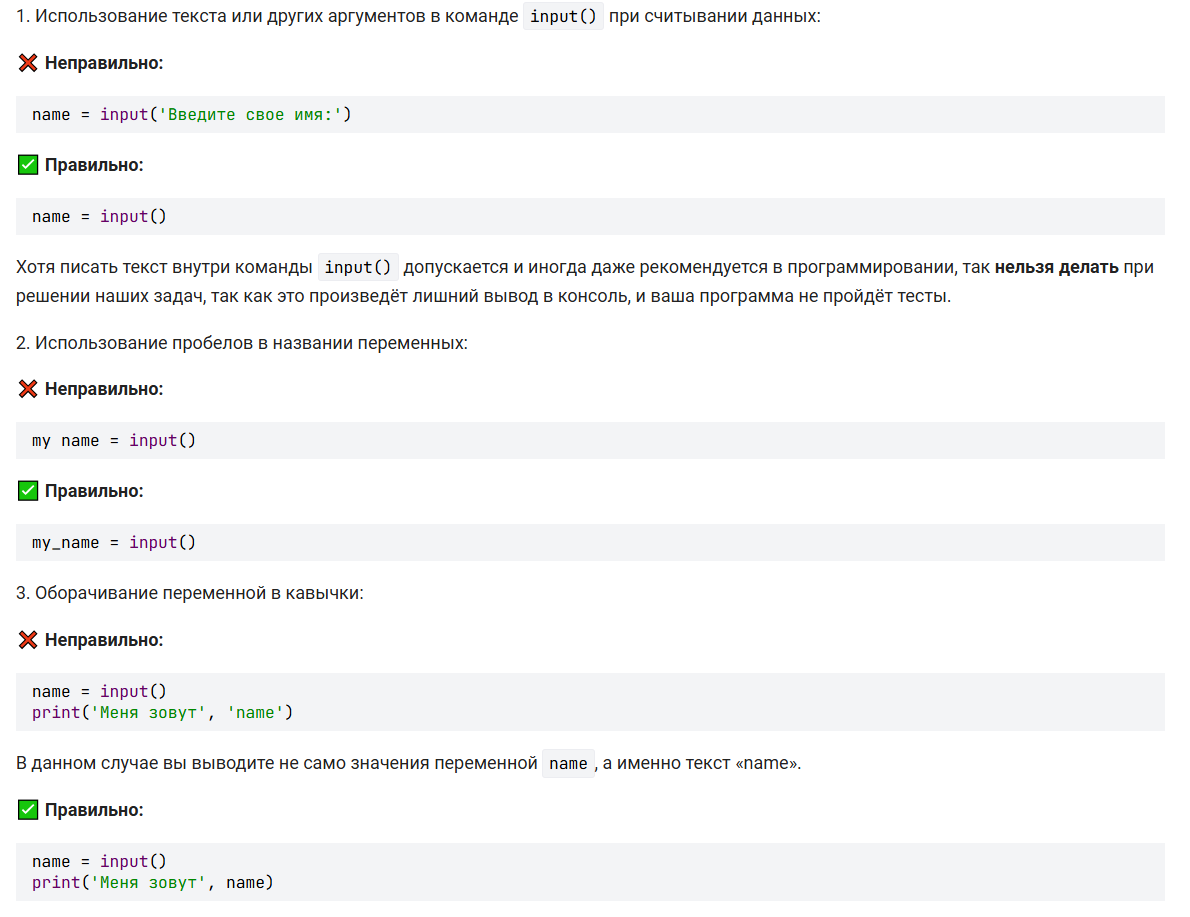 1. Использование текста или других аргументов в команде input() при считывании данных:
❌ Неправильно:
name = input('Введите свое имя:')
✅ Правильно:
name = input()
Хотя писать текст внутри команды input() допускается и иногда даже рекомендуется в программировании, так нельзя делать при
решении наших задач, так как это произведёт лишний вывод в консоль, и ваша программа не пройдёт тесты.
2. Использование пробелов в названии переменных:
❌ Неправильно:
my name = input()
✅ Правильно:
my_name = input()
3. Оборачивание переменной в кавычки:
❌ Неправильно:
name = input()
print('Меня зовут', 'name')
В данном случае вы выводите не само значения переменной name, а именно текст «name».
✅ Правильно:
name = input()
print('Меня зовут', name)